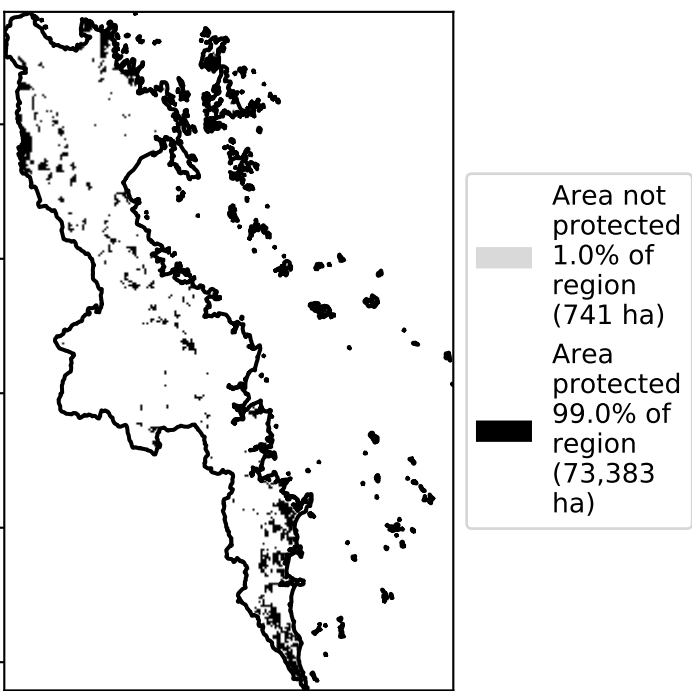 Area not
protected
1.0% of
region
(741 ha)
Area
protected
99.0% of
region
(73,383
ha)